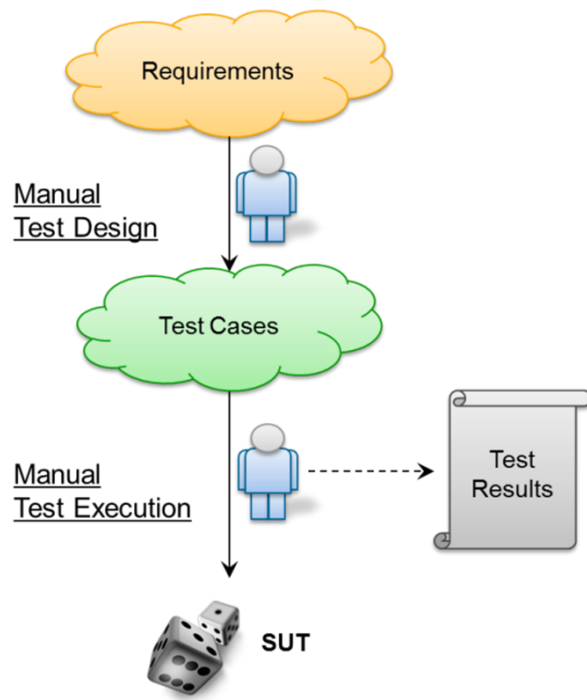 Requirements
Manual
Test Design
Test Cases
Manual
Test Execution
Test
Results
SUT